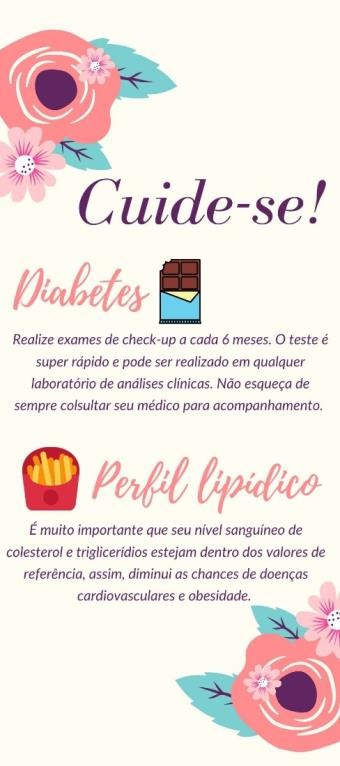 Cuide-se!
Diabetes
Realize exames de check-up a cada 6 meses. O teste é
super rápido e pode ser realizado em qualquer
laboratório de análises clínicas. Não esqueça de
sempre colsultar seu médico para acompanhamento.
Perfil lipídico
É muito importante que seu nível sanguíneo de
colesterol e triglicerídios estejam dentro dos valores de
referência, assim, diminui as chances de doenças
cardiovasculares e obesidade.